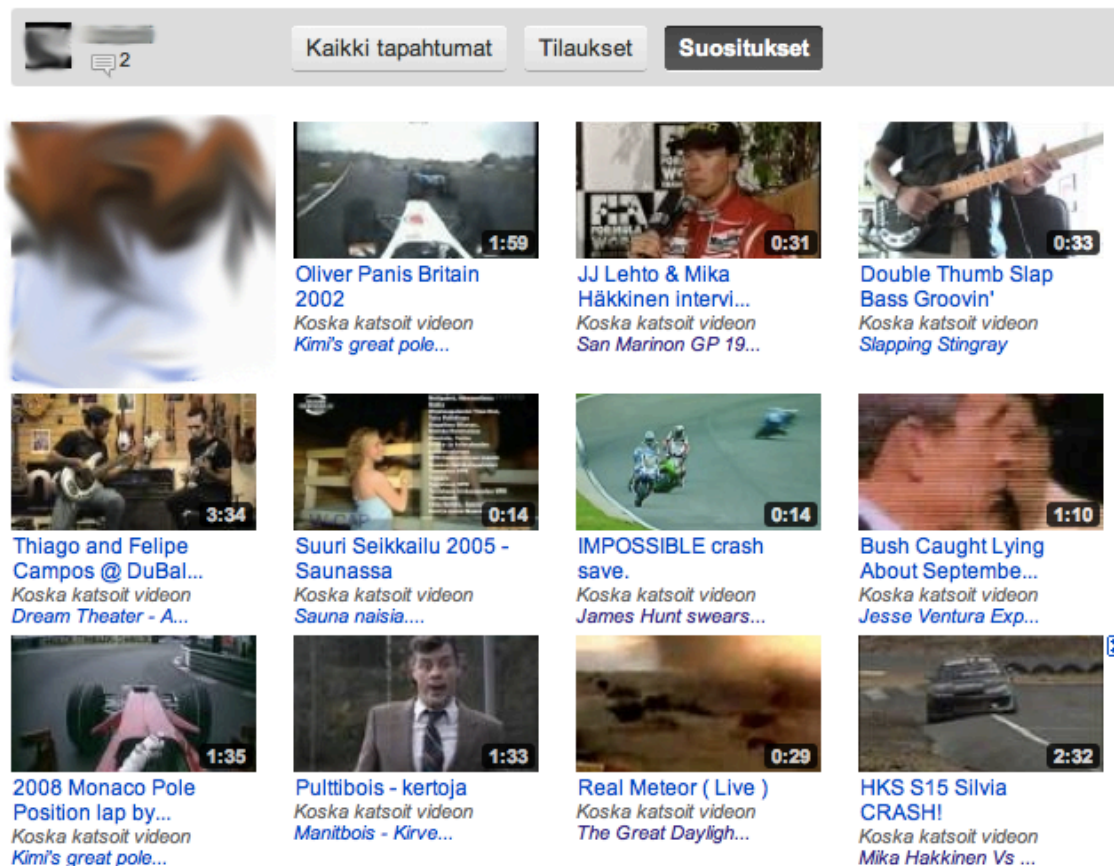 2
Kaikki tapahtumat
Tilaukset
Suositukset
1:59
Oliver Panis Britain
2002
Koska katsoit videon
Kimi's great pole...
FORMULA
0:31
JJ Lehto & Mika
Häkkinen intervi...
Koska katsoit videon
San Marinon GP 19...
0:33
Double Thumb Slap
Bass Groovin'
Koska katsoit videon
Slapping Stingray
3:34
Thiago and Felipe
Campos @ DuBal...
Koska katsoit videon
Dream Theater - A...
0:14
Suuri Seikkailu 2005 -
Saunassa
Koska katsoit videon
Sauna naisia....
0:14
IMPOSSIBLE crash
save.
Koska katsoit videon
James Hunt swears...
1:10
Bush Caught Lying
About Septembe...
Koska katsoit videon
Jesse Ventura Exp...
1:35
2008 Monaco Pole
Position lap by...
Koska katsoit videon
Kimi's great pole...
1:33
Pulttibois - kertoja
Koska katsoit videon
Manitbois - Kirve...
0:29
Real Meteor ( Live )
Koska katsoit videon
The Great Dayligh...
2:32
HKS S15 Silvia
CRASH!
Koska katsoit videon
Mika Hakkinen Vs ...